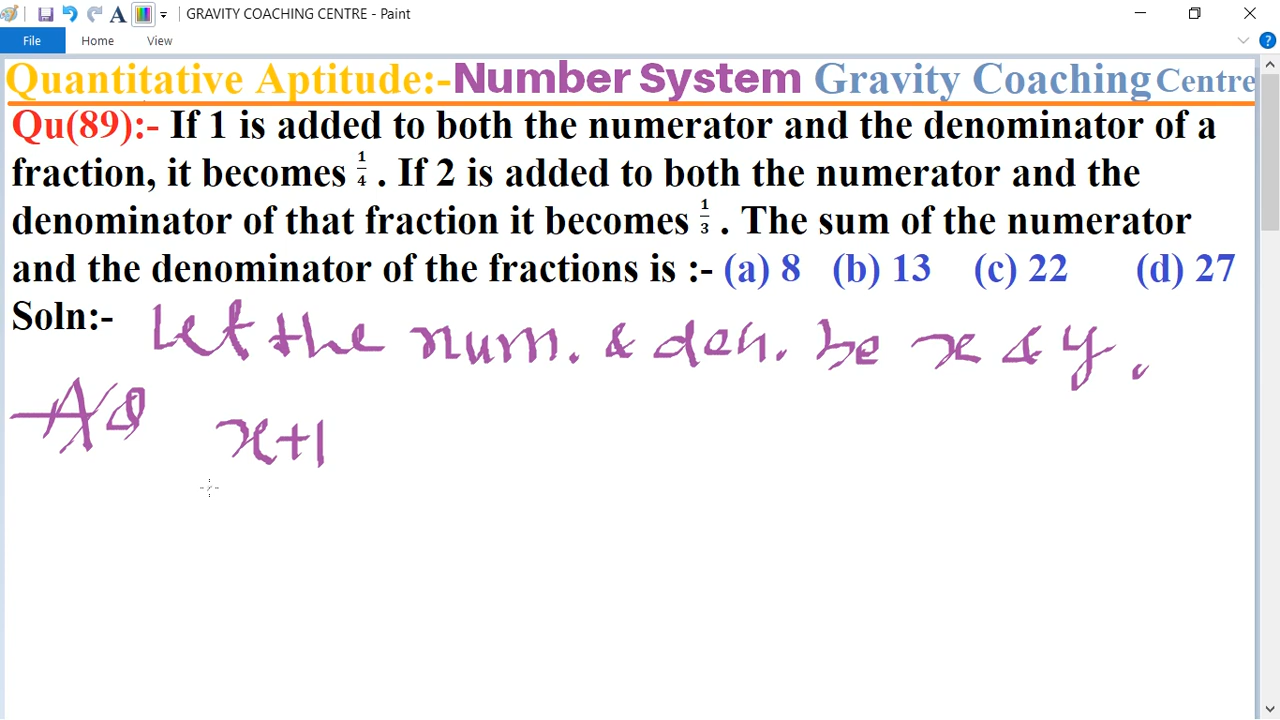 GRAVITY COACHING CENTRE - Paint
File Home View
Quantitative Aptitude:-Number System Gravity Coaching Centre
Qu(89):- If 1 is added to both the numerator and the denominator of a
fraction, it becomes 1/4 . If 2 is added to both the numerator and the
denominator of that fraction it becomes 1/3 . The sum of the numerator
and the denominator of the fractions is :- (a) 8 (b) 13 (c) 22 (d) 27
Soln:- Let the num. & den. be x & y.
A/Q x+1